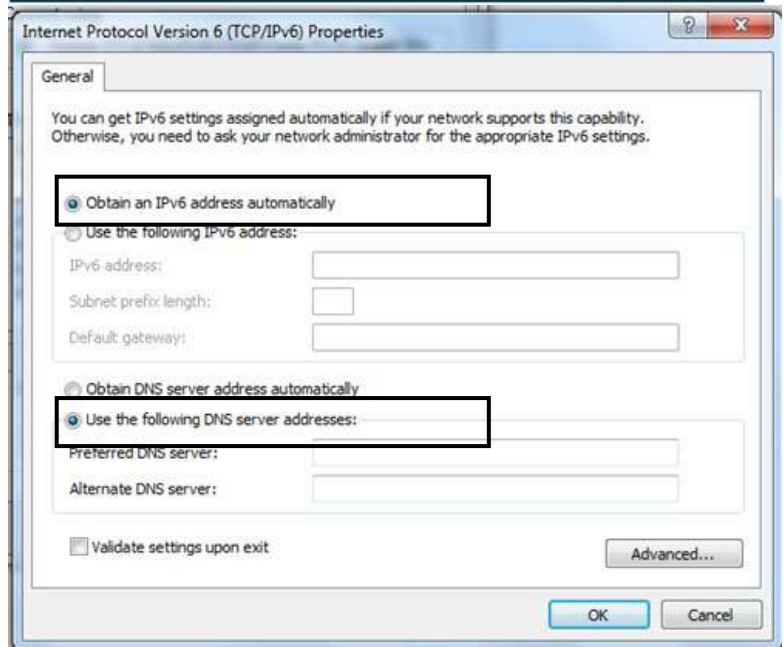 Internet Protocol Version 6 (TCP/IPv6) Properties
?
General
You can get IPv6 settings assigned automatically if your network supports this capability.
Otherwise, you need to ask your network administrator for the appropriate IPv6 settings.
Obtain an IPv6 address automatically
Use the following IPv6 address:
IPv6 address:
Subnet prefix length:
Default gateway:
Obtain DNS server address automatically
Use the following DNS server addresses:
Preferred DNS server:
Alternate DNS server:
Validate settings upon exit
Advanced...
OK
Cancel